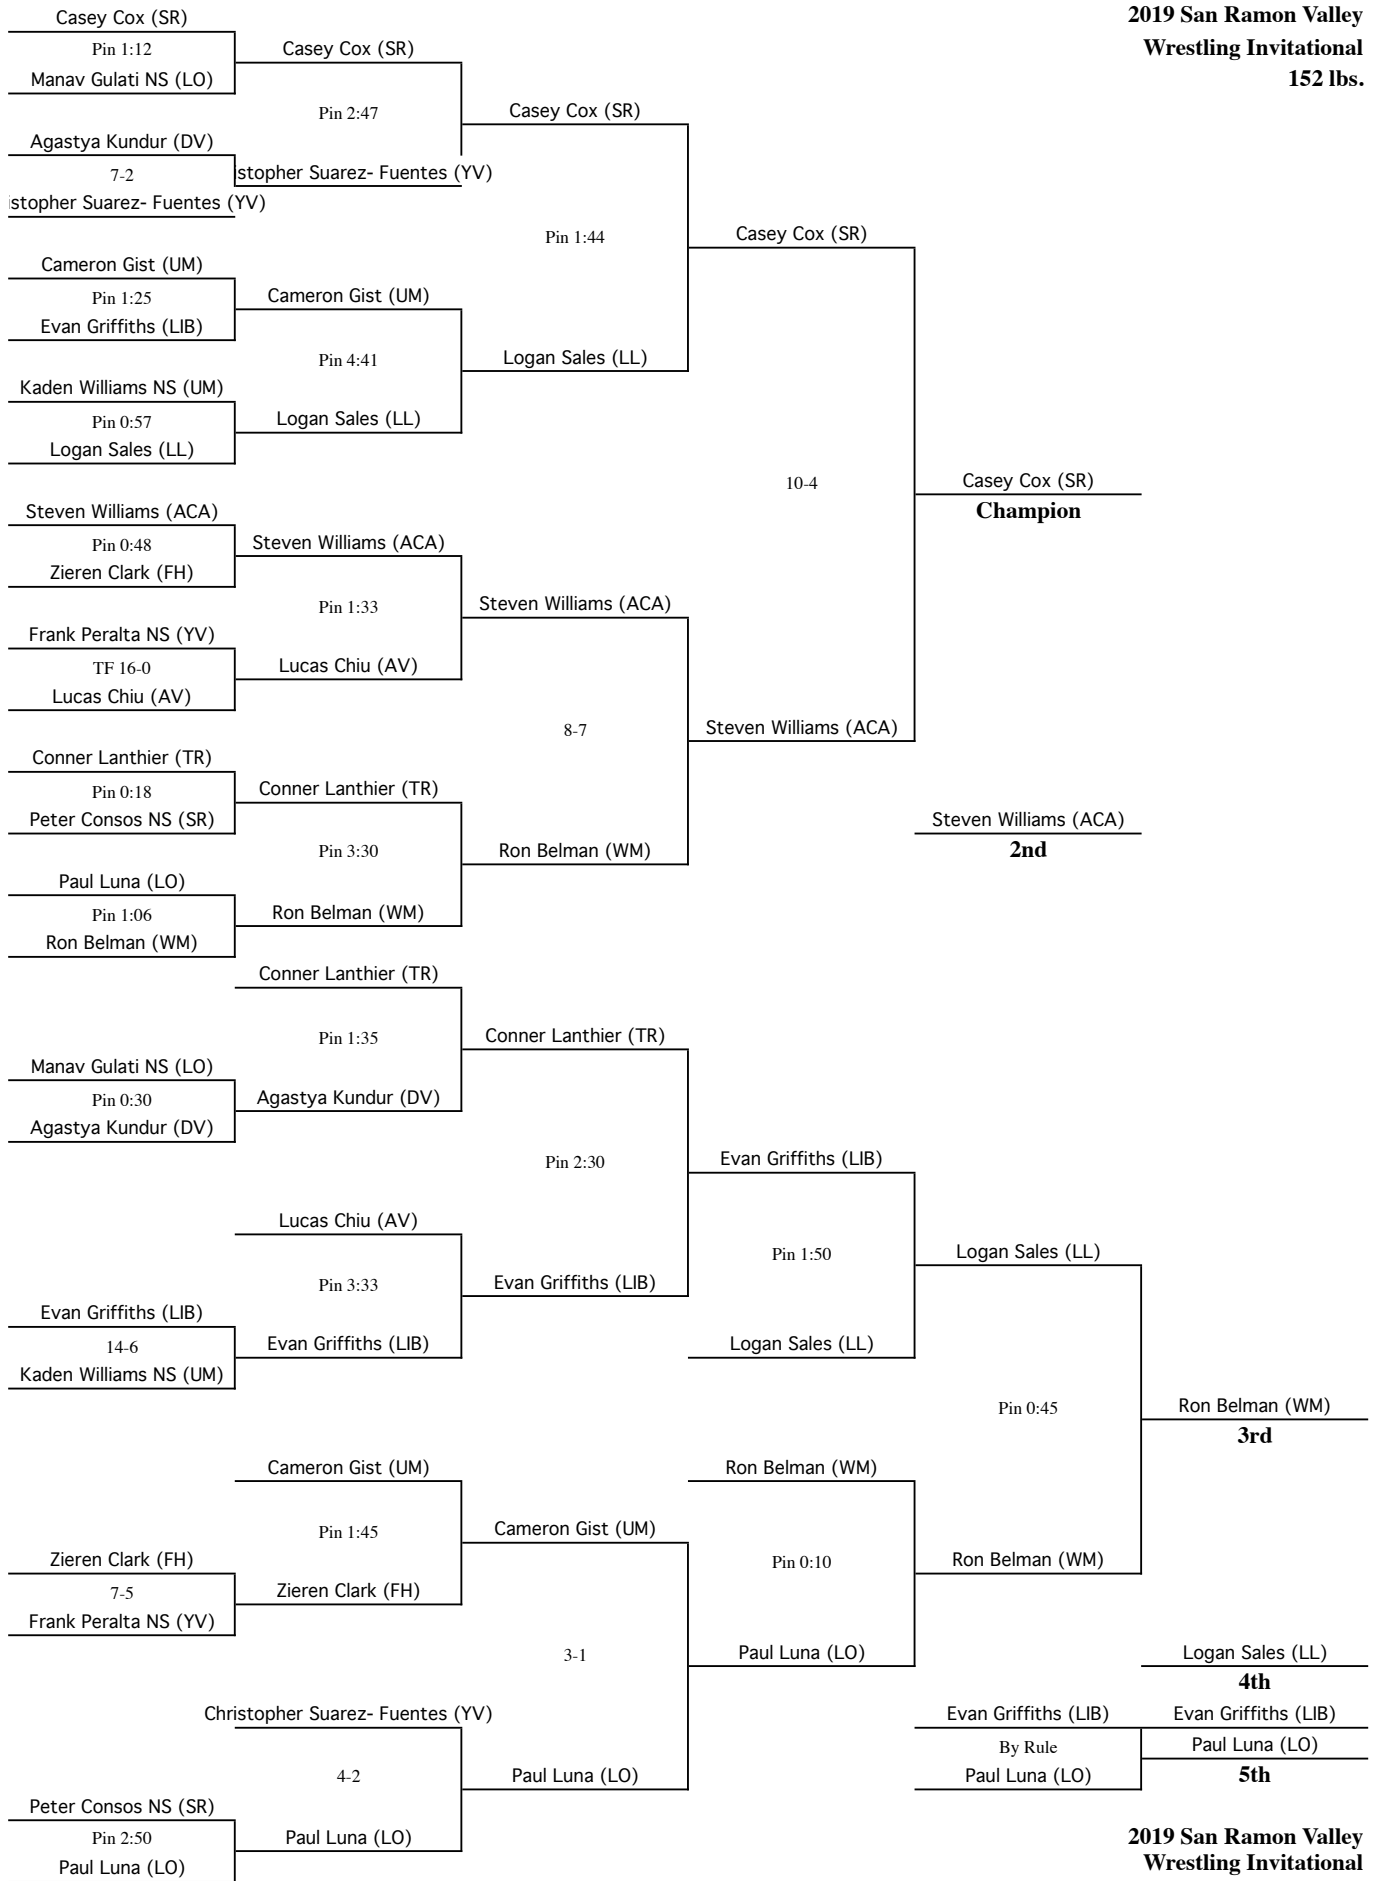 2019 San Ramon Valley
Wrestling Invitational
152 lbs.
Casey Cox (SR)
Pin 1:12
Manav Gulati NS (LO)
Casey Cox (SR)
Pin 2:47
Casey Cox (SR)
Agastya Kundur (DV)
7-2
istopher Suarez- Fuentes (YV)
istopher Suarez- Fuentes (YV)
Pin 1:44
Casey Cox (SR)
Cameron Gist (UM)
Pin 1:25
Evan Griffiths (LIB)
Cameron Gist (UM)
Pin 4:41
Logan Sales (LL)
Kaden Williams NS (UM)
Pin 0:57
Logan Sales (LL)
Logan Sales (LL)
10-4
Casey Cox (SR)
Champion
Steven Williams (ACA)
Pin 0:48
Zieren Clark (FH)
Steven Williams (ACA)
Pin 1:33
Steven Williams (ACA)
Frank Peralta NS (YV)
TF 16-0
Lucas Chiu (AV)
Lucas Chiu (AV)
8-7
Steven Williams (ACA)
Conner Lanthier (TR)
Pin 0:18
Peter Consos NS (SR)
Conner Lanthier (TR)
Pin 3:30
Ron Belman (WM)
Steven Williams (ACA)
2nd
Paul Luna (LO)
Pin 1:06
Ron Belman (WM)
Ron Belman (WM)
Conner Lanthier (TR)
Pin 1:35
Conner Lanthier (TR)
Manav Gulati NS (LO)
Pin 0:30
Agastya Kundur (DV)
Agastya Kundur (DV)
Pin 2:30
Evan Griffiths (LIB)
Lucas Chiu (AV)
Pin 3:33
Evan Griffiths (LIB)
Pin 1:50
Logan Sales (LL)
Evan Griffiths (LIB)
14-6
Kaden Williams NS (UM)
Evan Griffiths (LIB)
Logan Sales (LL)
Pin 0:45
Ron Belman (WM)
3rd
Cameron Gist (UM)
Pin 1:45
Cameron Gist (UM)
Ron Belman (WM)
Pin 0:10
Ron Belman (WM)
Zieren Clark (FH)
7-5
Frank Peralta NS (YV)
Zieren Clark (FH)
3-1
Paul Luna (LO)
Logan Sales (LL)
4th
Christopher Suarez- Fuentes (YV)
4-2
Paul Luna (LO)
Evan Griffiths (LIB)
By Rule
Paul Luna (LO)
Evan Griffiths (LIB)
Paul Luna (LO)
5th
Peter Consos NS (SR)
Pin 2:50
Paul Luna (LO)
Paul Luna (LO)
2019 San Ramon Valley
Wrestling Invitational